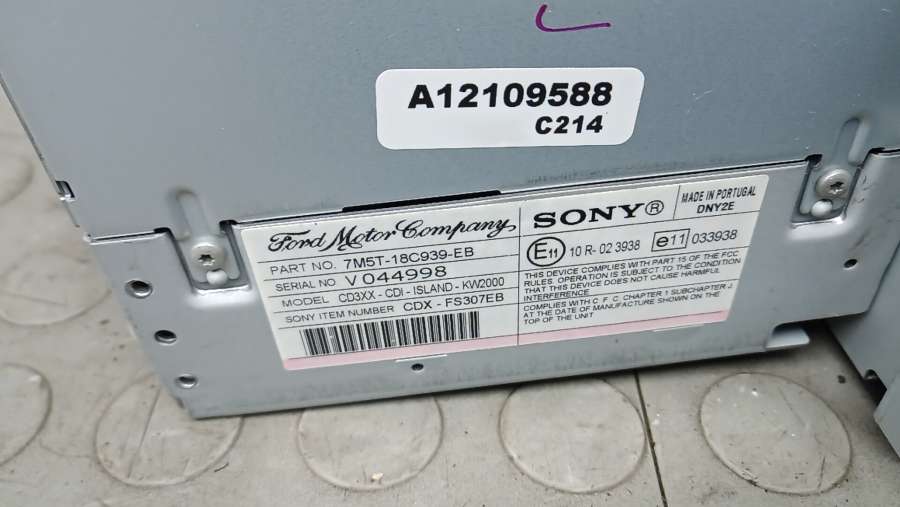 A12109588
C214
Ford Motor Company
PART NO. 7M5T-18C939-EB
SERIAL NO V044998
MODEL CD3XX - CDI - ISLAND - KW2000
SONY ITEM NUMBER CDX - FS307EB
SONY®
MADE IN PORTUGAL
DNY2E
E11 10 R- 02 3938 e11 033938
THIS DEVICE COMPLIES WITH PART 15 OF THE FCC
RULES. OPERATION IS SUBJECT TO THE CONDITION
THAT THIS DEVICE DOES NOT CAUSE HARMFUL
INTERFERENCE
COMPLIES WITH C F C CHAPTER 1 SUBCHAPTER J.
AT THE DATE OF MANUFACTURE SHOWN ON THE
TOP OF THE UNIT